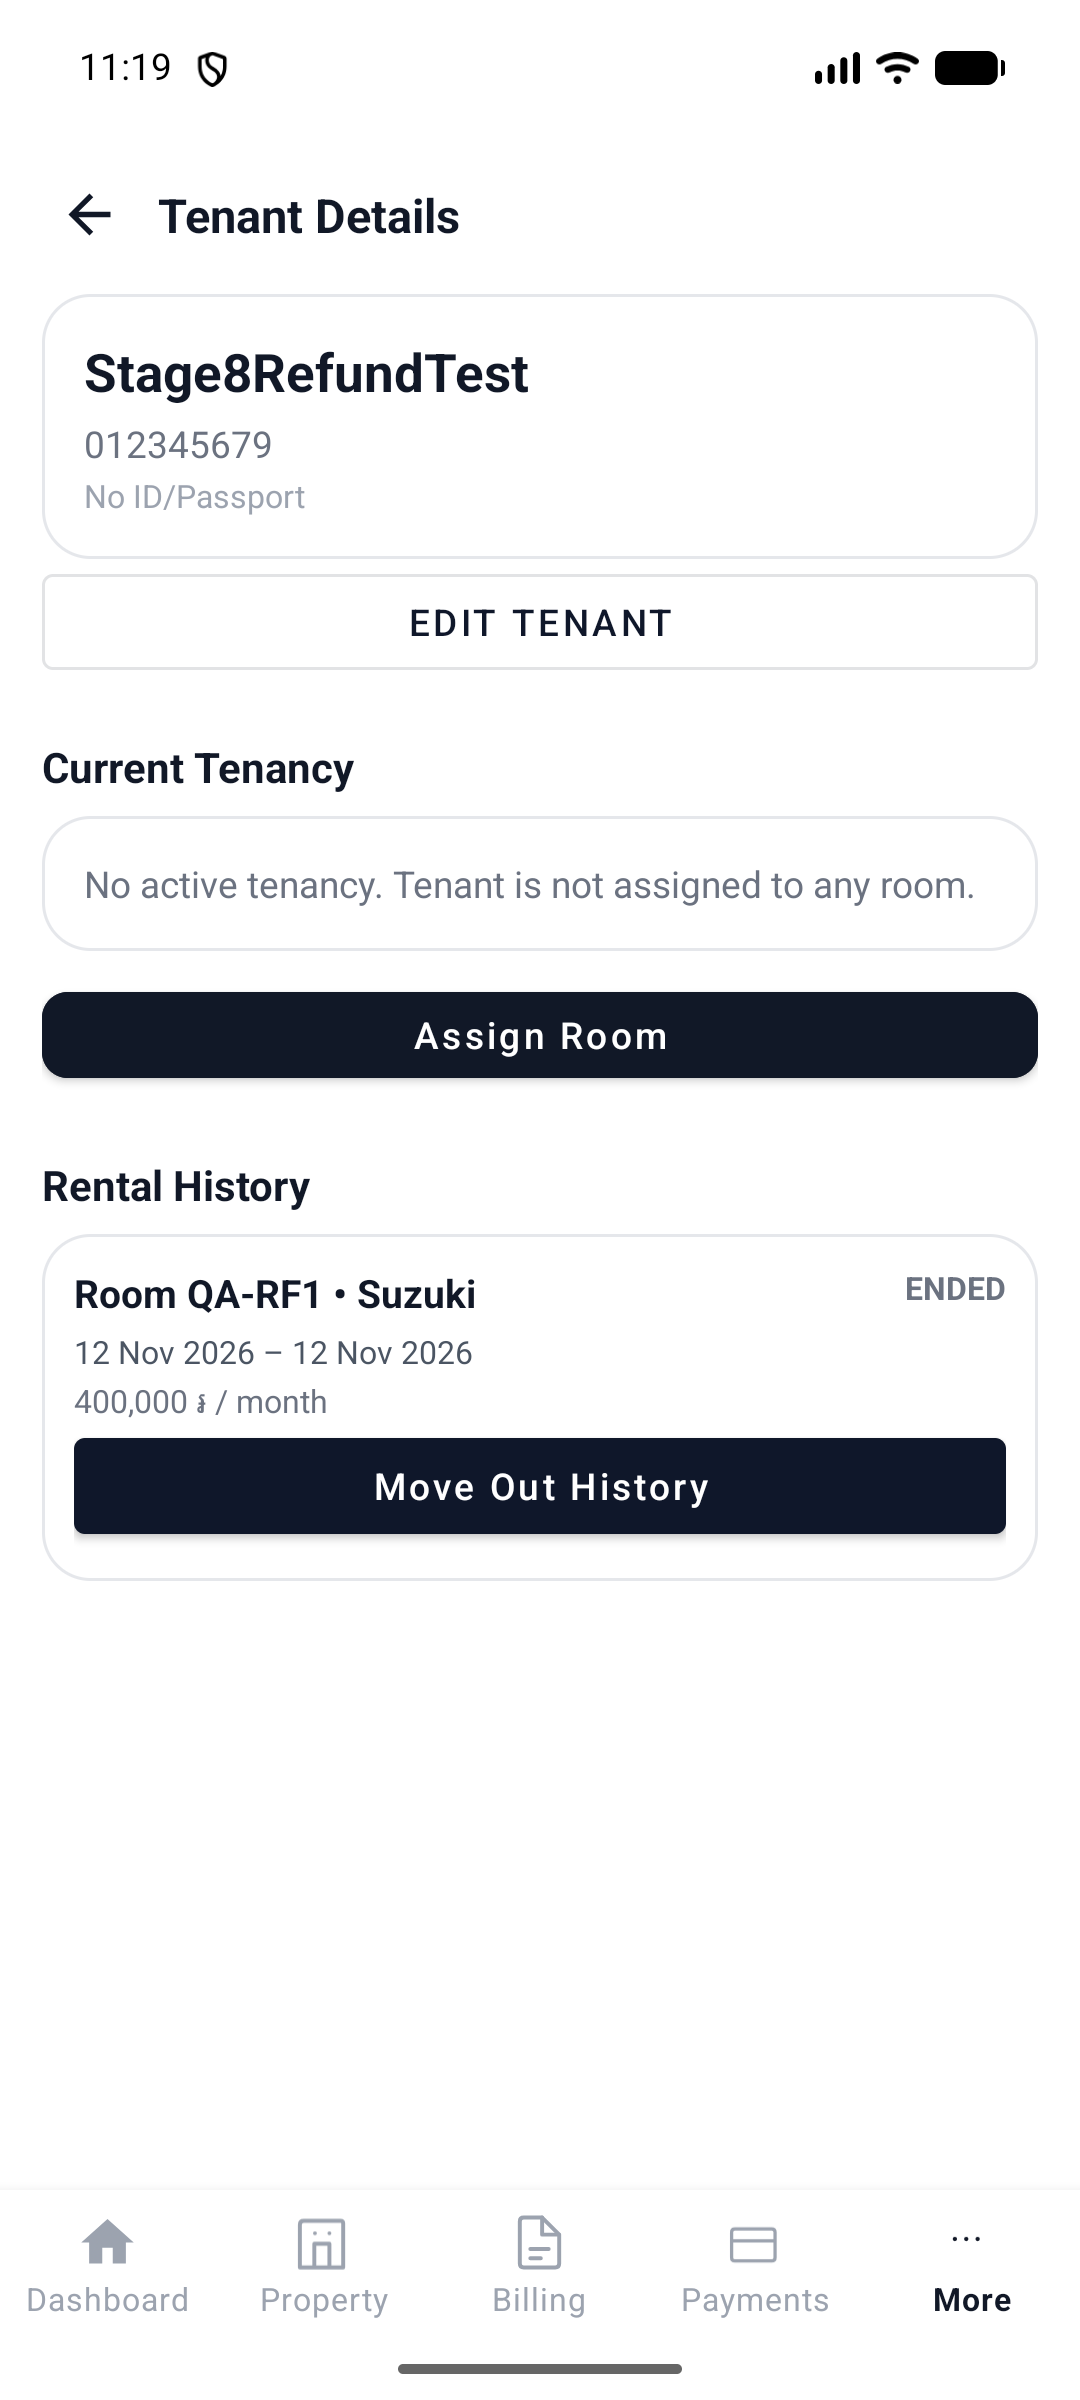 11:19
Tenant Details
Stage8RefundTest
012345679
No ID/Passport
EDIT TENANT
Current Tenancy
No active tenancy. Tenant is not assigned to any room.
Assign Room
Rental History
Room QA-RF1 • Suzuki
ENDED
12 Nov 2026 – 12 Nov 2026
400,000 ៛ / month
Move Out History
Dashboard
Property
Billing
Payments
More